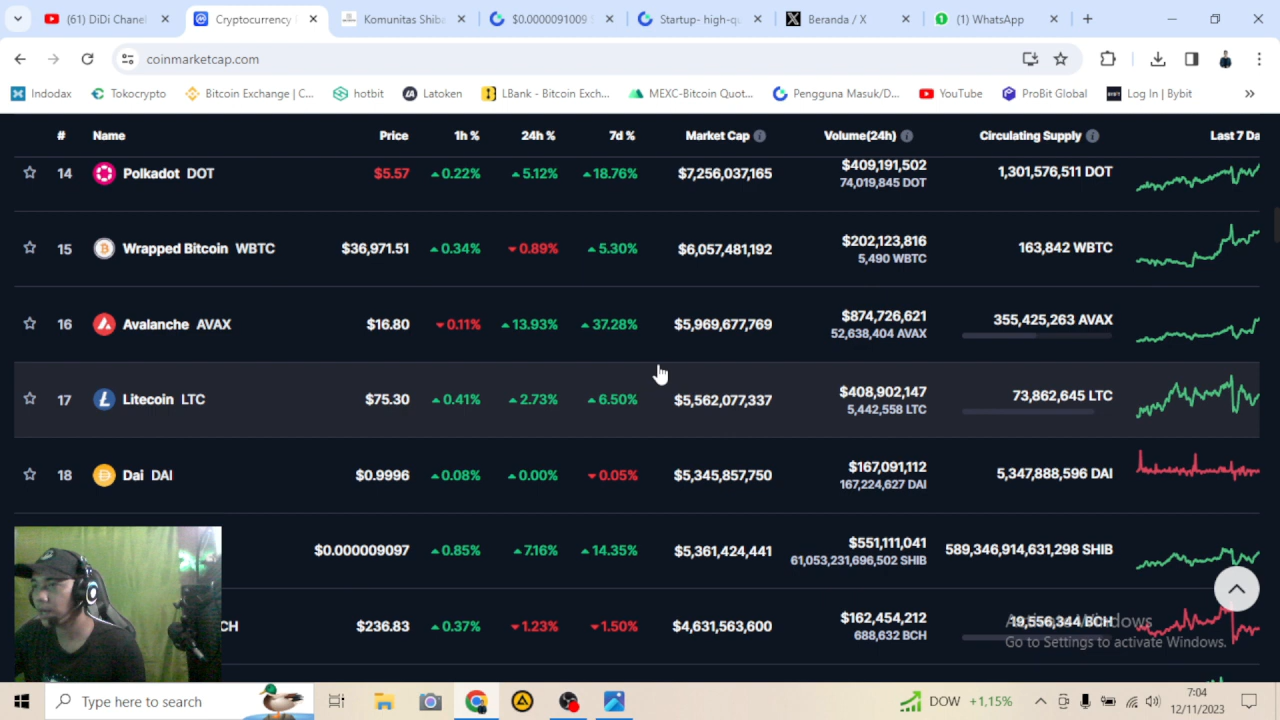 (61) DiDi Chanel
Cryptocurrency P
Komunitas Shiba
$0.0000091009
Startup- high-qu
Beranda / X
(1) WhatsApp
coinmarketcap.com
Indodax
Tokocrypto
Bitcoin Exchange | C...
hotbit
Latoken
LBank - Bitcoin Exch...
MEXC-Bitcoin Quot...
Pengguna Masuk/D...
YouTube
ProBit Global
Log In | Bybit
# Name Price 1h % 24h % 7d % Market Cap Volume(24h) Circulating Supply Last 7 Da
14 Polkadot DOT $5.57 0.22% 5.12% 18.76% $7,256,037,165 $409,191,502 1,301,576,511 DOT
74,019,845 DOT
15 Wrapped Bitcoin WBTC $36,971.51 0.34% 0.89% 5.30% $6,057,481,192 $202,123,816 163,842 WBTC
5,490 WBTC
16 Avalanche AVAX $16.80 0.11% 13.93% 37.28% $5,969,677,769 $874,726,621 355,425,263 AVAX
52,638,404 AVAX
17 Litecoin LTC $75.30 0.41% 2.73% 6.50% $5,562,077,337 $408,902,147 73,862,645 LTC
5,442,558 LTC
18 Dai DAI $0.9996 0.08% 0.00% 0.05% $5,345,857,750 $167,091,112 5,347,888,596 DAI
167,224,627 DAI
$0.000009097 0.85% 7.16% 14.35% $5,361,424,441 $551,111,041 589,346,914,631,298 SHIB
61,053,231,696,502 SHIB
CH $236.83 0.37% 1.23% 1.50% $4,631,563,600 $162,454,212 19,556,344 BCH
688,632 BCH
Activate Windows
Go to Settings to activate Windows.
Type here to search
DOW +1,15%
7:04
12/11/2023